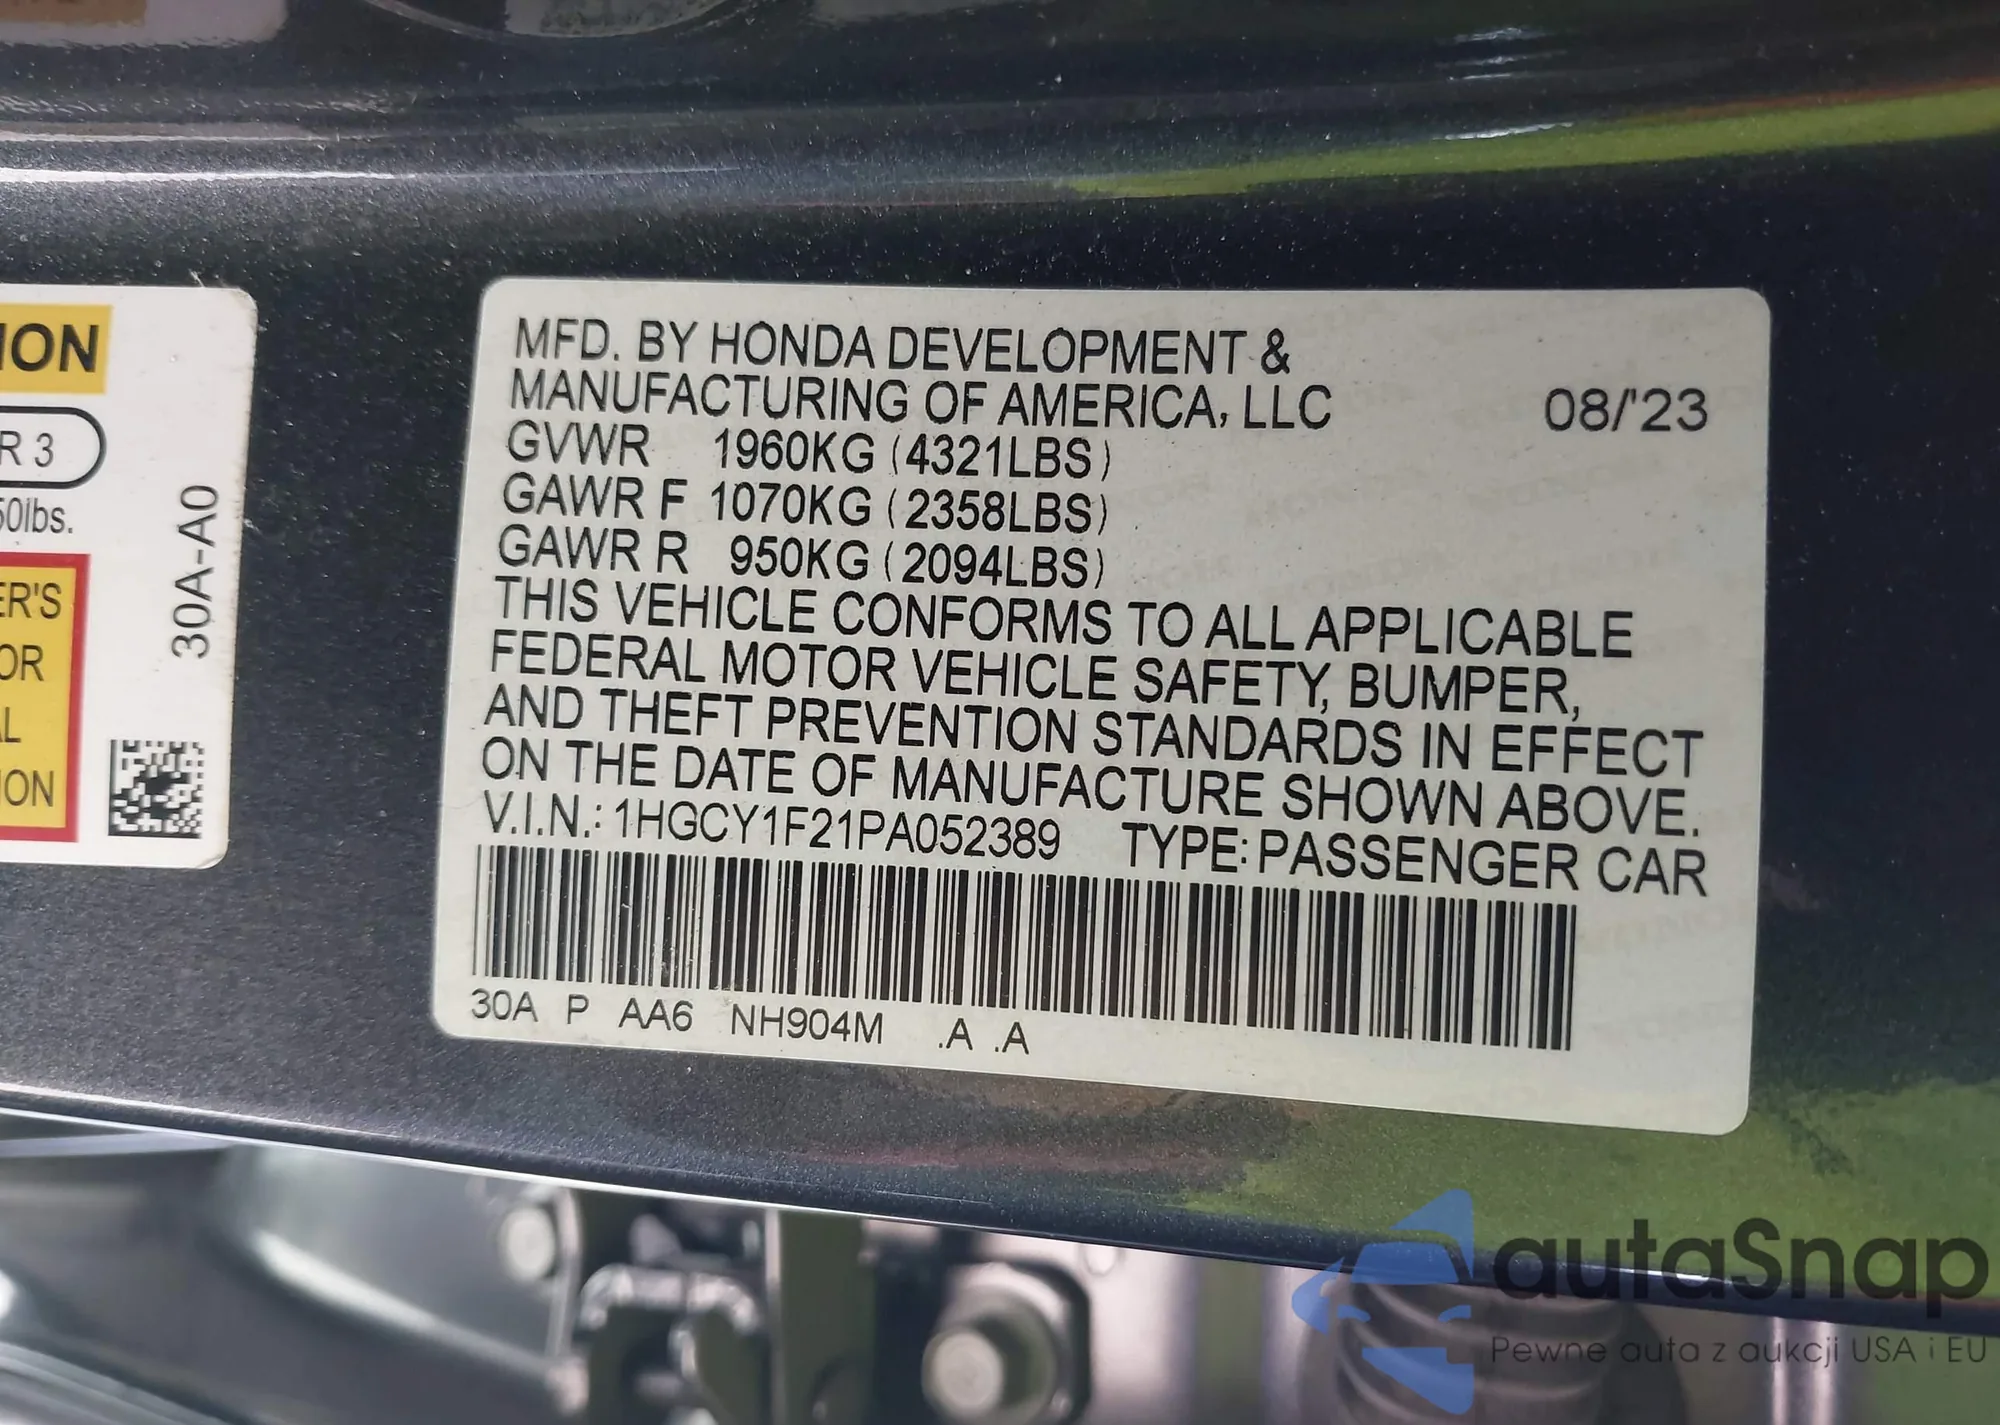 ION
R 3
50lbs.
ER'S
OR
AL
ION
30A-A0
MFD. BY HONDA DEVELOPMENT &
MANUFACTURING OF AMERICA, LLC 08/'23
GVWR 1960KG (4321LBS)
GAWR F 1070KG (2358LBS)
GAWR R 950KG (2094LBS)
THIS VEHICLE CONFORMS TO ALL APPLICABLE
FEDERAL MOTOR VEHICLE SAFETY, BUMPER,
AND THEFT PREVENTION STANDARDS IN EFFECT
ON THE DATE OF MANUFACTURE SHOWN ABOVE.
V.I.N.: 1HGCY1F21PA052389 TYPE: PASSENGER CAR
30A P AA6 NH904M .A .A
autaSnap
Pewne auta z aukcji USA i EU